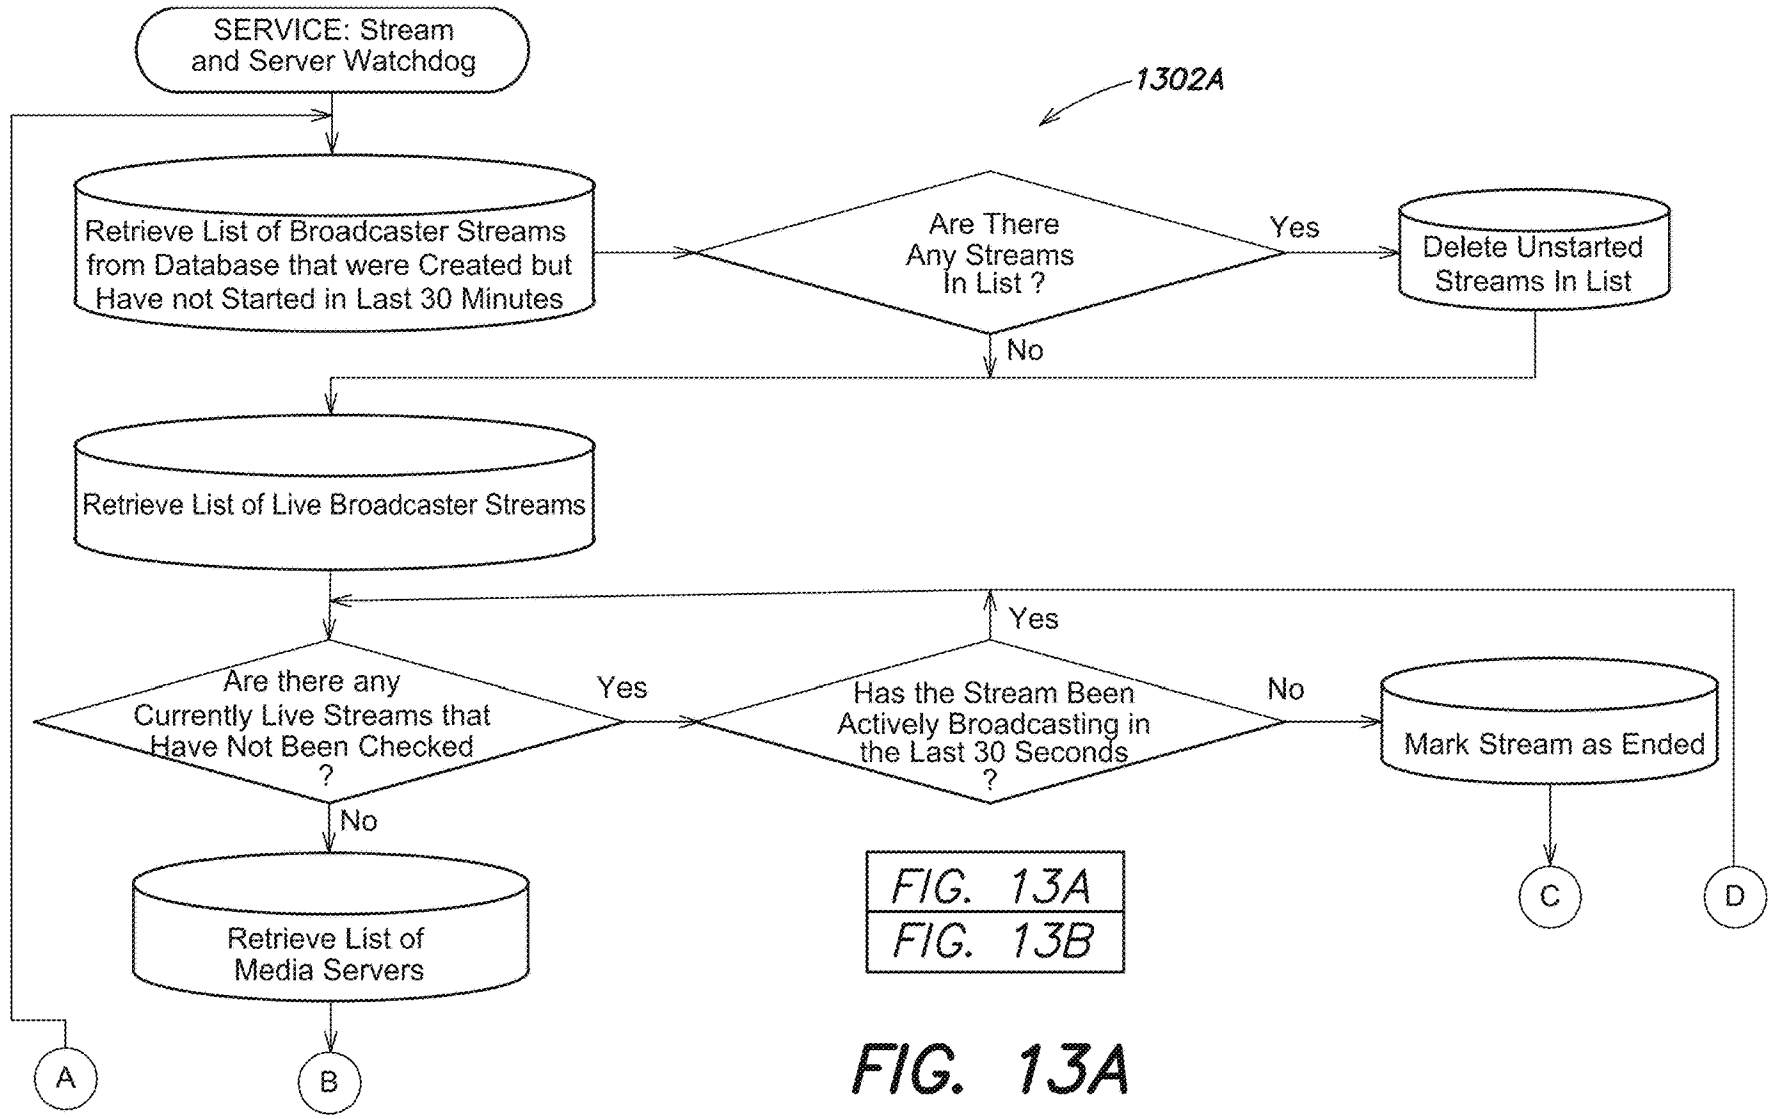 SERVICE: Stream
and Server Watchdog
1302A
Retrieve List of Broadcaster Streams
from Database that were Created but
Have not Started in Last 30 Minutes
Are There
Any Streams
In List ?
Yes
Delete Unstarted
Streams In List
No
Retrieve List of Live Broadcaster Streams
Are there any
Currently Live Streams that
Have Not Been Checked
?
Yes
Has the Stream Been
Actively Broadcasting in
the Last 30 Seconds
?
Yes
No
Mark Stream as Ended
No
Retrieve List of
Media Servers
FIG. 13A
FIG. 13B
C
D
A
B
FIG. 13A